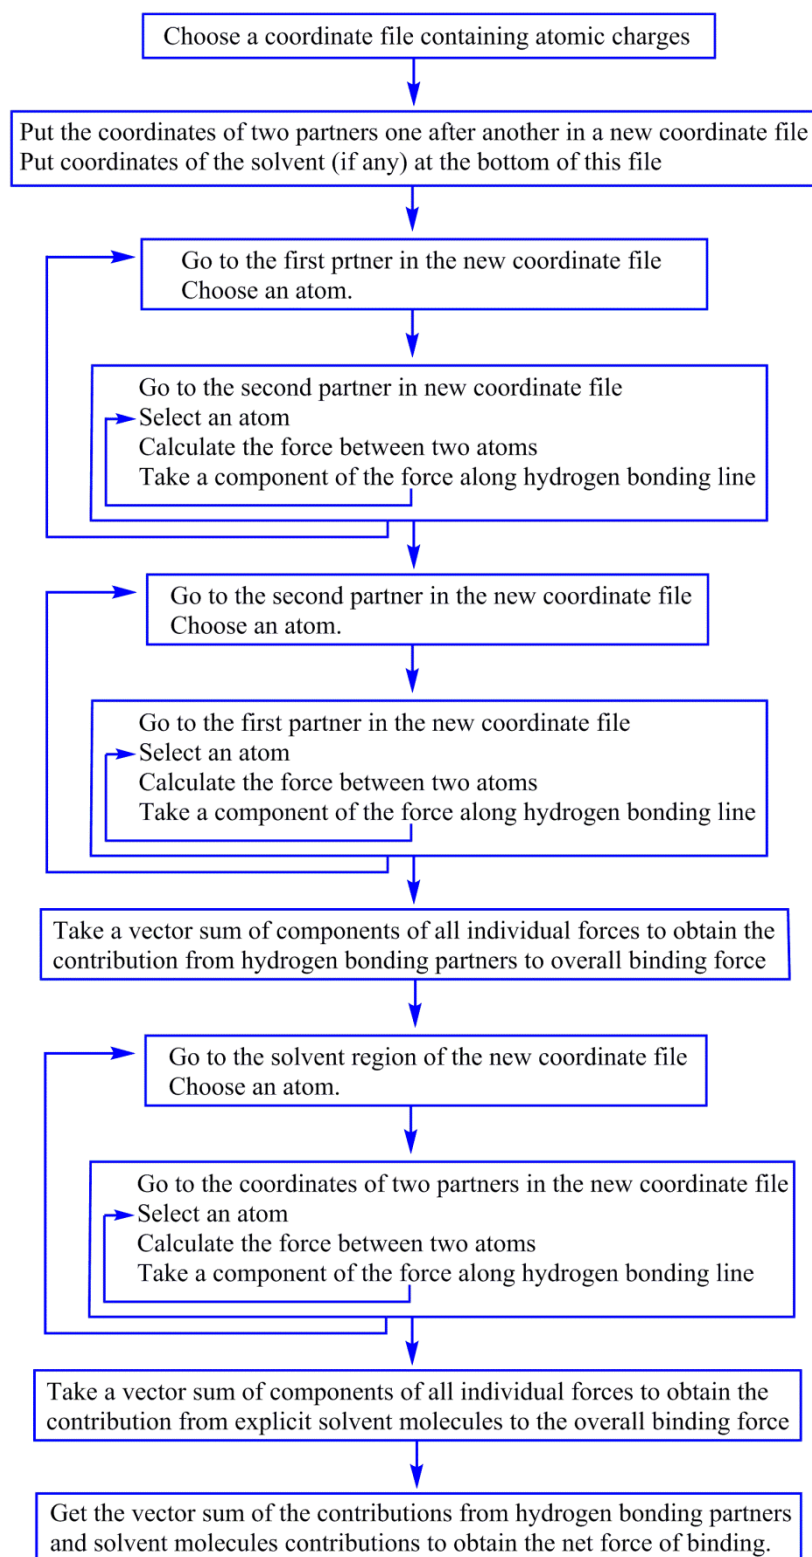 Choose a coordinate file containing atomic charges
Put the coordinates of two partners one after another in a new coordinate file
Put coordinates of the solvent (if any) at the bottom of this file
Go to the first prtner in the new coordinate file
Choose an atom.
Go to the second partner in new coordinate file
Select an atom
Calculate the force between two atoms
Take a component of the force along hydrogen bonding line
Go to the second partner in the new coordinate file
Choose an atom.
Go to the first partner in the new coordinate file
Select an atom
Calculate the force between two atoms
Take a component of the force along hydrogen bonding line
Take a vector sum of components of all individual forces to obtain the
contribution from hydrogen bonding partners to overall binding force
Go to the solvent region of the new coordinate file
Choose an atom.
Go to the coordinates of two partners in the new coordinate file
Select an atom
Calculate the force between two atoms
Take a component of the force along hydrogen bonding line
Take a vector sum of components of all individual forces to obtain the
contribution from explicit solvent molecules to the overall binding force
Get the vector sum of the contributions from hydrogen bonding partners
and solvent molecules contributions to obtain the net force of binding.